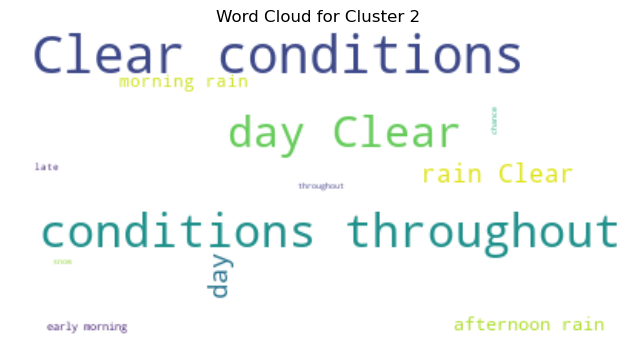 Word Cloud for Cluster 2
Clear conditions
morning rain
chance
day Clear
late
rain Clear
throughout
conditions throughout
day
snow
early morning
afternoon rain